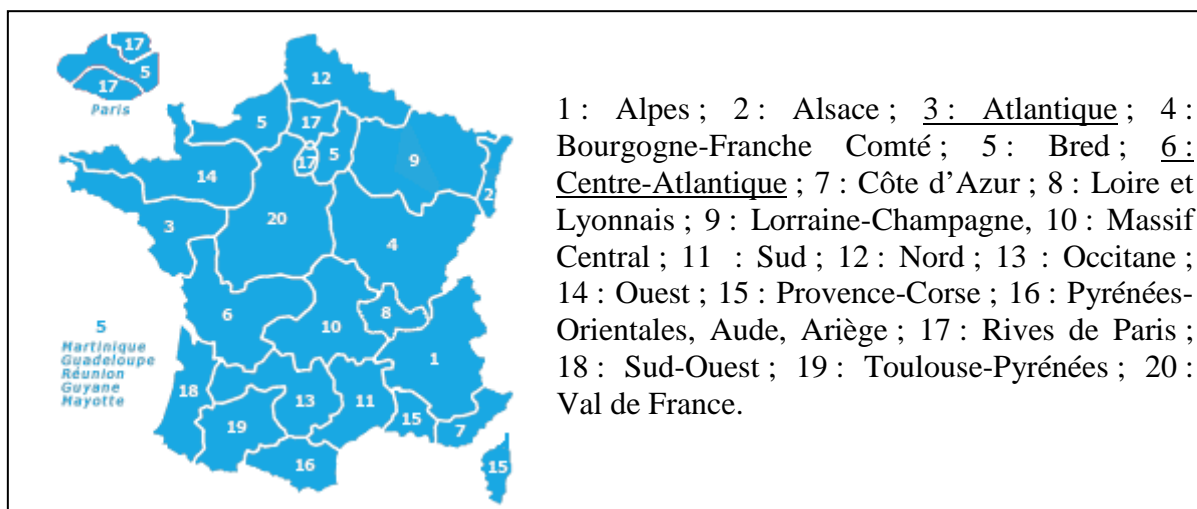 17
5
17
Paris
12
5
17
17
5
9
2
14
3
20
4
6
8
10
1
5
Martinique
Guadeloupe
Réunion
Guyane
Mayotte
18
13
11
19
15
7
16
15
1 : Alpes ; 2 : Alsace ; 3 : Atlantique ; 4 :
Bourgogne-Franche Comté ; 5 : Bred ; 6 :
Centre-Atlantique ; 7 : Côte d’Azur ; 8 : Loire et
Lyonnais ; 9 : Lorraine-Champagne, 10 : Massif
Central ; 11 : Sud ; 12 : Nord ; 13 : Occitane ;
14 : Ouest ; 15 : Provence-Corse ; 16 : Pyrénées-
Orientales, Aude, Ariège ; 17 : Rives de Paris ;
18 : Sud-Ouest ; 19 : Toulouse-Pyrénées ; 20 :
Val de France.